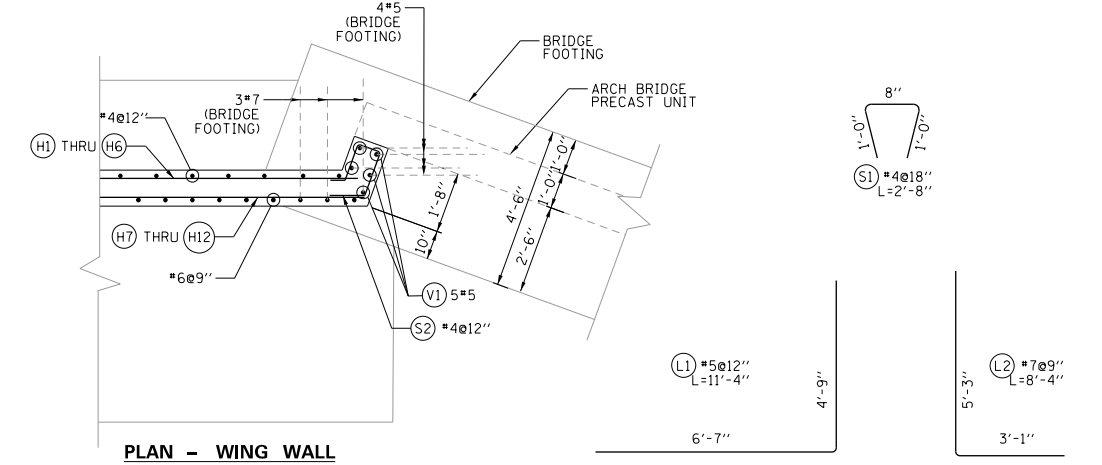 4#5
(BRIDGE
FOOTING)
BRIDGE
FOOTING
ARCH BRIDGE
PRECAST UNIT
3#7
(BRIDGE
FOOTING)
#4@12''
H1 THRU H6
H7 THRU H12
#6@9''
1'-8''
10''
4'-6''
1'-0''
1'-0''
2'-6''
V1 5#5
S2 #4@12''
PLAN - WING WALL
8''
1'-0''
1'-0''
S1 #4@18''
L=2'-8''
L1 #5@12''
L=11'-4''
4'-9''
6'-7''
5'-3''
L2 #7@9''
L=8'-4''
3'-1''